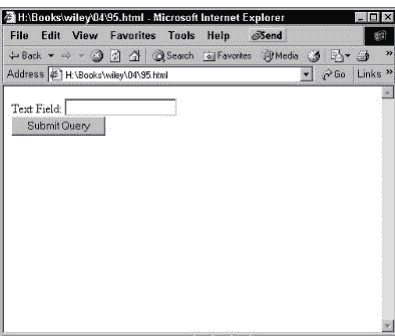 H:\Books\wiley\04\95.html - Microsoft Internet Explorer
File Edit View Favorites Tools Help Send
Back Search Favorites Media »
Address H:\Books\wiley\04\95.html Go Links »
Text Field:
Submit Query